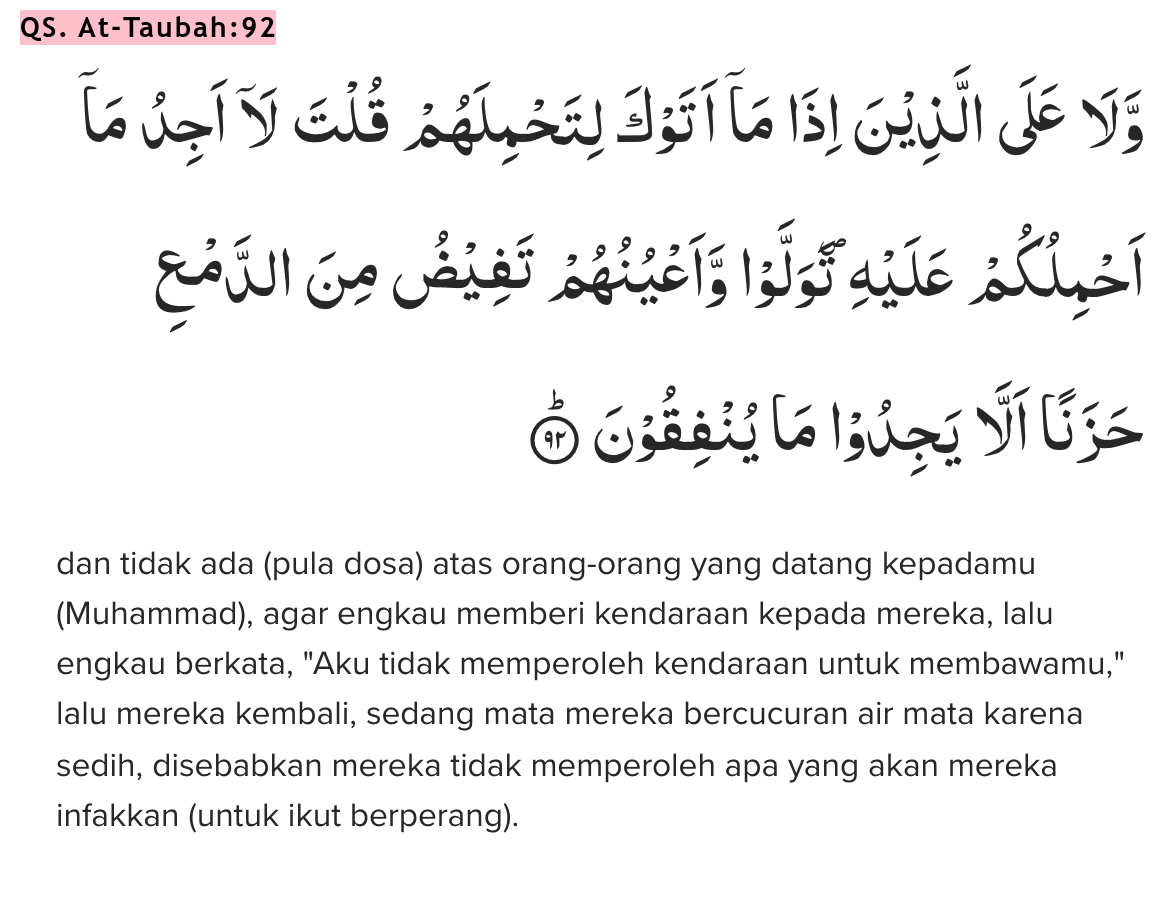 QS. At-Taubah:92
وَّلَا عَلَى الَّذِيْنَ اِذَا مَآ اَتَوْكَ لِتَحْمِلَهُمْ قُلْتَ لَآ اَجِدُ مَآ
اَحْمِلُكُمْ عَلَيْهِ ۖتَوَلَّوْا وَّاَعْيُنُهُمْ تَفِيْضُ مِنَ الدَّمْعِ
حَزَنًا اَلَّا يَجِدُوْا مَا يُنْفِقُوْنَۗ ٩٢
dan tidak ada (pula dosa) atas orang-orang yang datang kepadamu
(Muhammad), agar engkau memberi kendaraan kepada mereka, lalu
engkau berkata, "Aku tidak memperoleh kendaraan untuk membawamu,"
lalu mereka kembali, sedang mata mereka bercucuran air mata karena
sedih, disebabkan mereka tidak memperoleh apa yang akan mereka
infakkan (untuk ikut berperang).